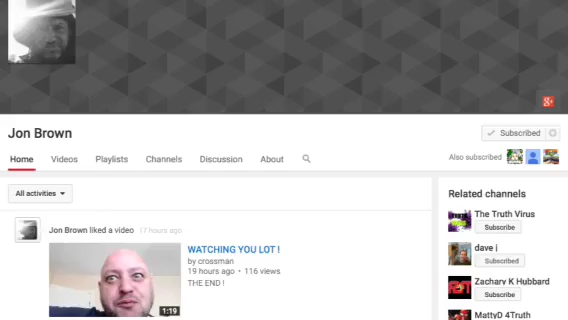 g+
Jon Brown
Subscribed
Home Videos Playlists Channels Discussion About
Also subscribed
All activities
Related channels
Jon Brown liked a video 17 hours ago
WATCHING YOU LOT !
by crossman
19 hours ago • 116 views
THE END !
1:19
The Truth Virus
Subscribe
dave j
Subscribed
Zachary K Hubbard
Subscribe
MattyD 4Truth